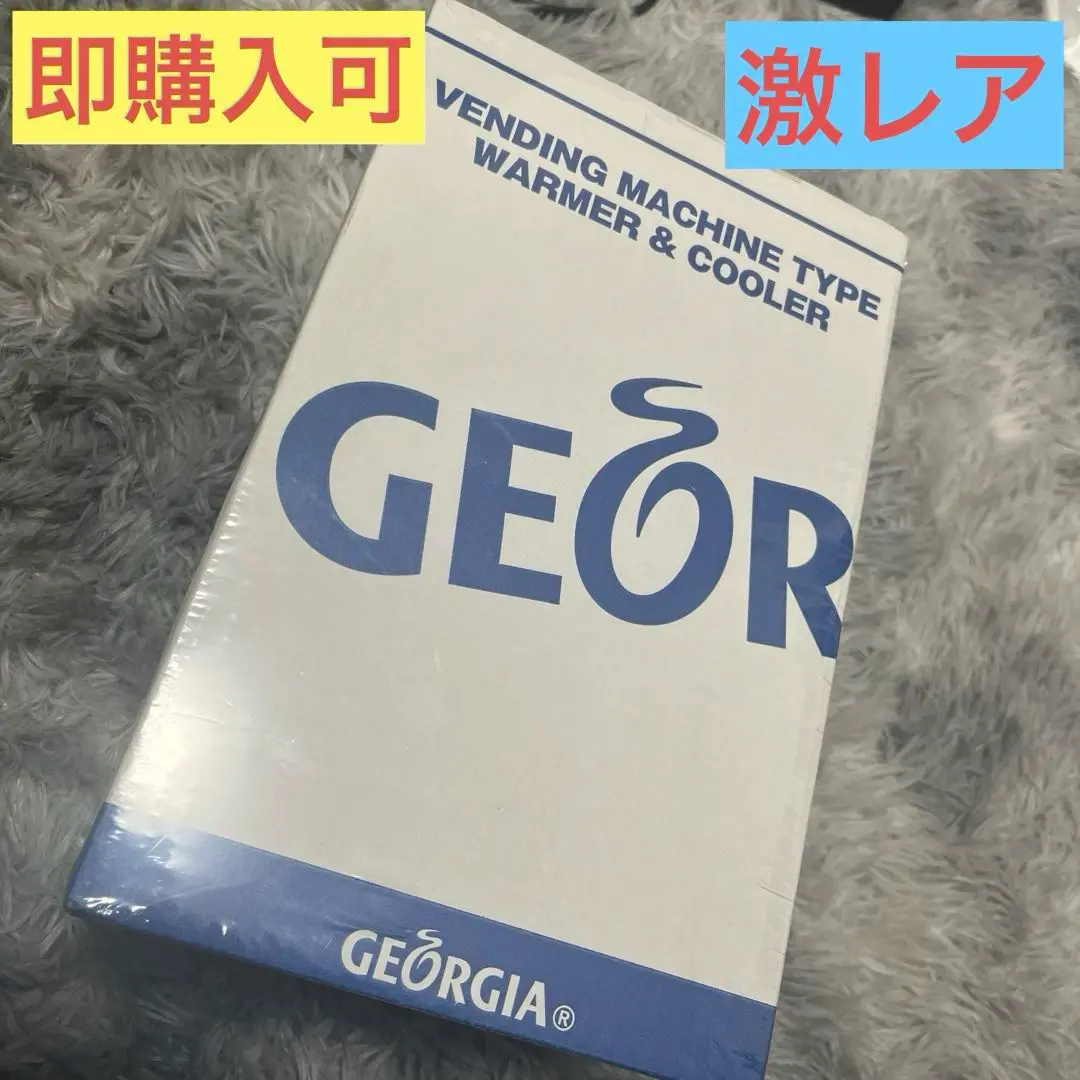 即購入可
激レア
VENDING MACHINE TYPE
WARMER & COOLER
GEOR
GEORGIA®